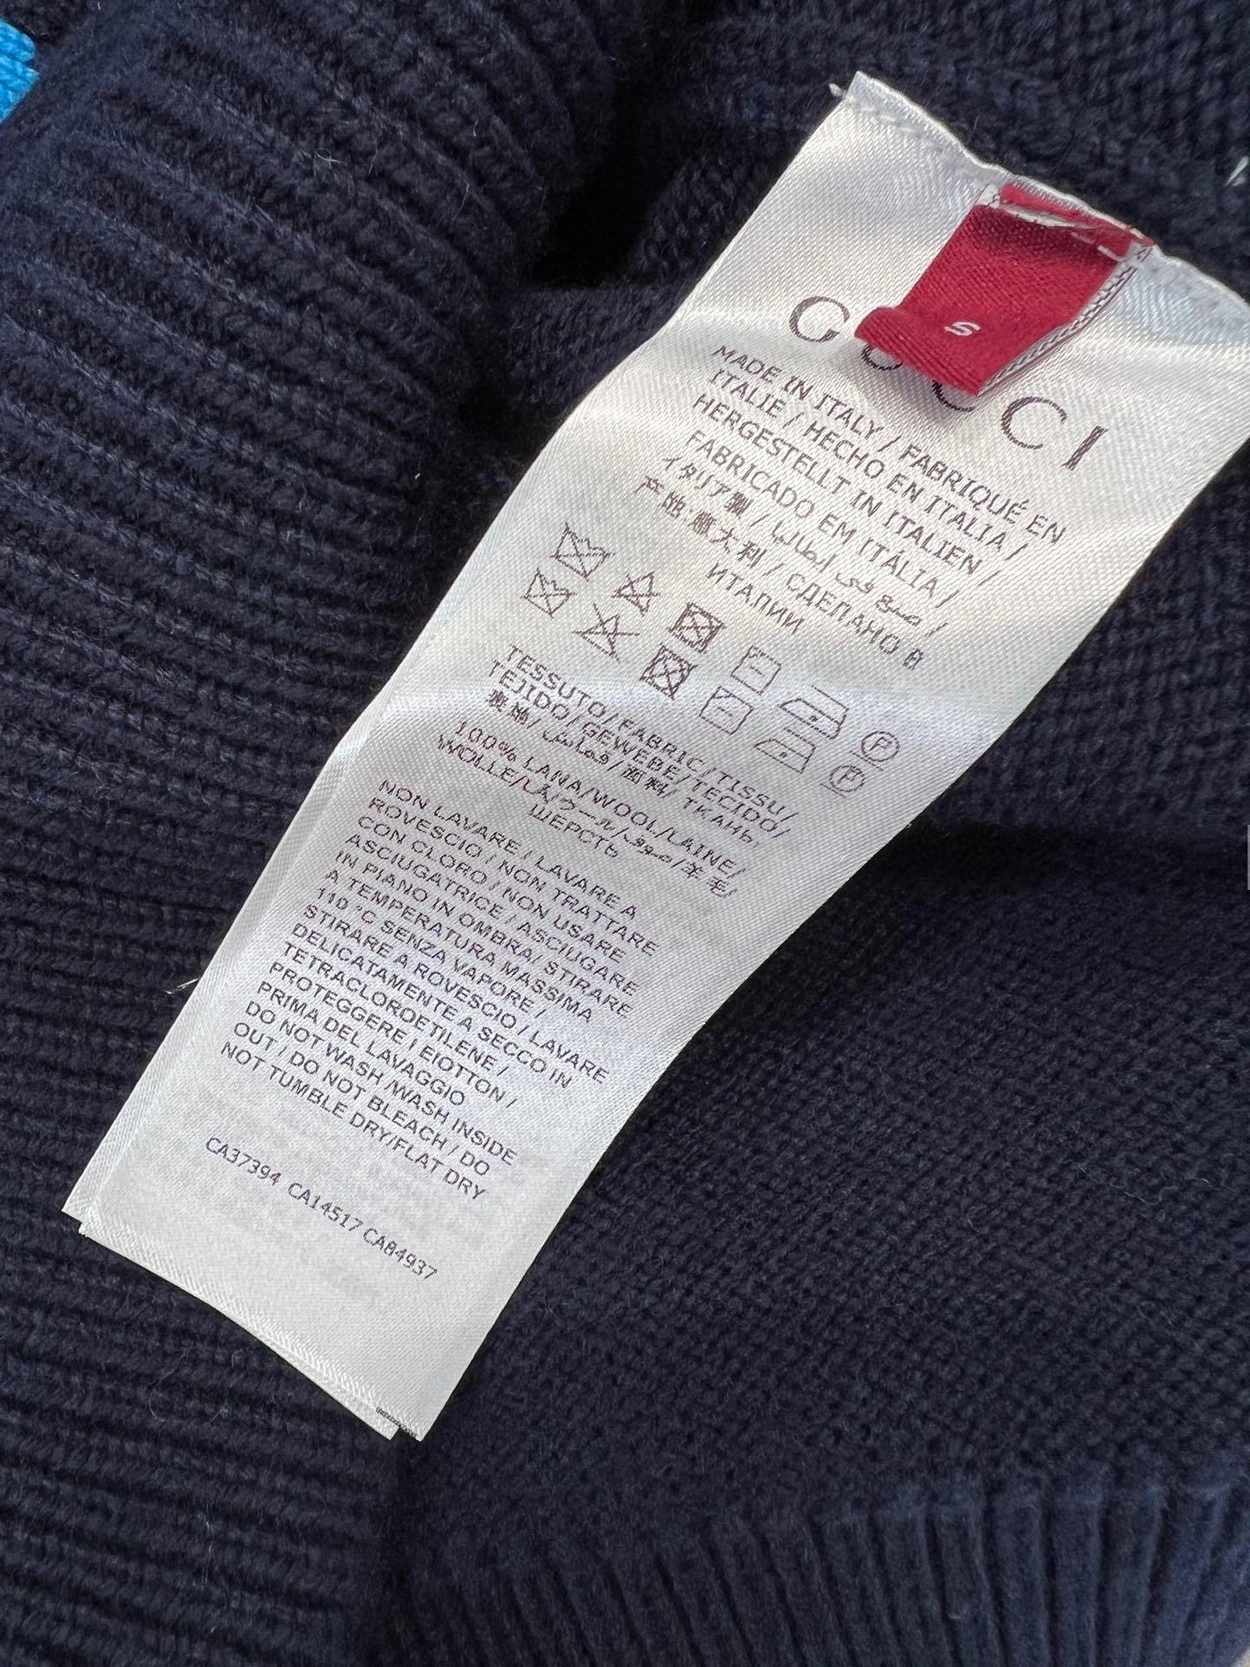 S
GUCCI
MADE IN ITALY / FABRIQUÉ EN
ITALIE / HECHO EN ITALIA /
HERGESTELLT IN ITALIEN /
FABRICADO EM ITÁLIA /
イタリア製 / صنع في إيطاليا /
产地:意大利 / СДЕЛАНО В
ИТАЛИИ
P
P
TESSUTO/FABRIC/TISSU/
TEJIDO/GEWEBE/TECIDO/
表地/ قماش/ 面料/ ТКАНЬ:
100% LANA/WOOL/LAINE/
WOLLE/LÃ/ウール/صوف/羊毛/
ШЕРСТЬ
NON LAVARE / LAVARE A
ROVESCIO / NON TRATTARE
CON CLORO / NON USARE
ASCIUGATRICE / ASCIUGARE
IN PIANO IN OMBRA/ STIRARE
A TEMPERATURA MASSIMA
110 °C SENZA VAPORE /
STIRARE A ROVESCIO / LAVARE
DELICATAMENTE A SECCO IN
TETRACLOROETILENE /
PROTEGGERE I EIOTTON /
PRIMA DEL LAVAGGIO
DO NOT WASH /WASH INSIDE
OUT / DO NOT BLEACH / DO
NOT TUMBLE DRY/FLAT DRY
CA37394 CA14517 CA84937